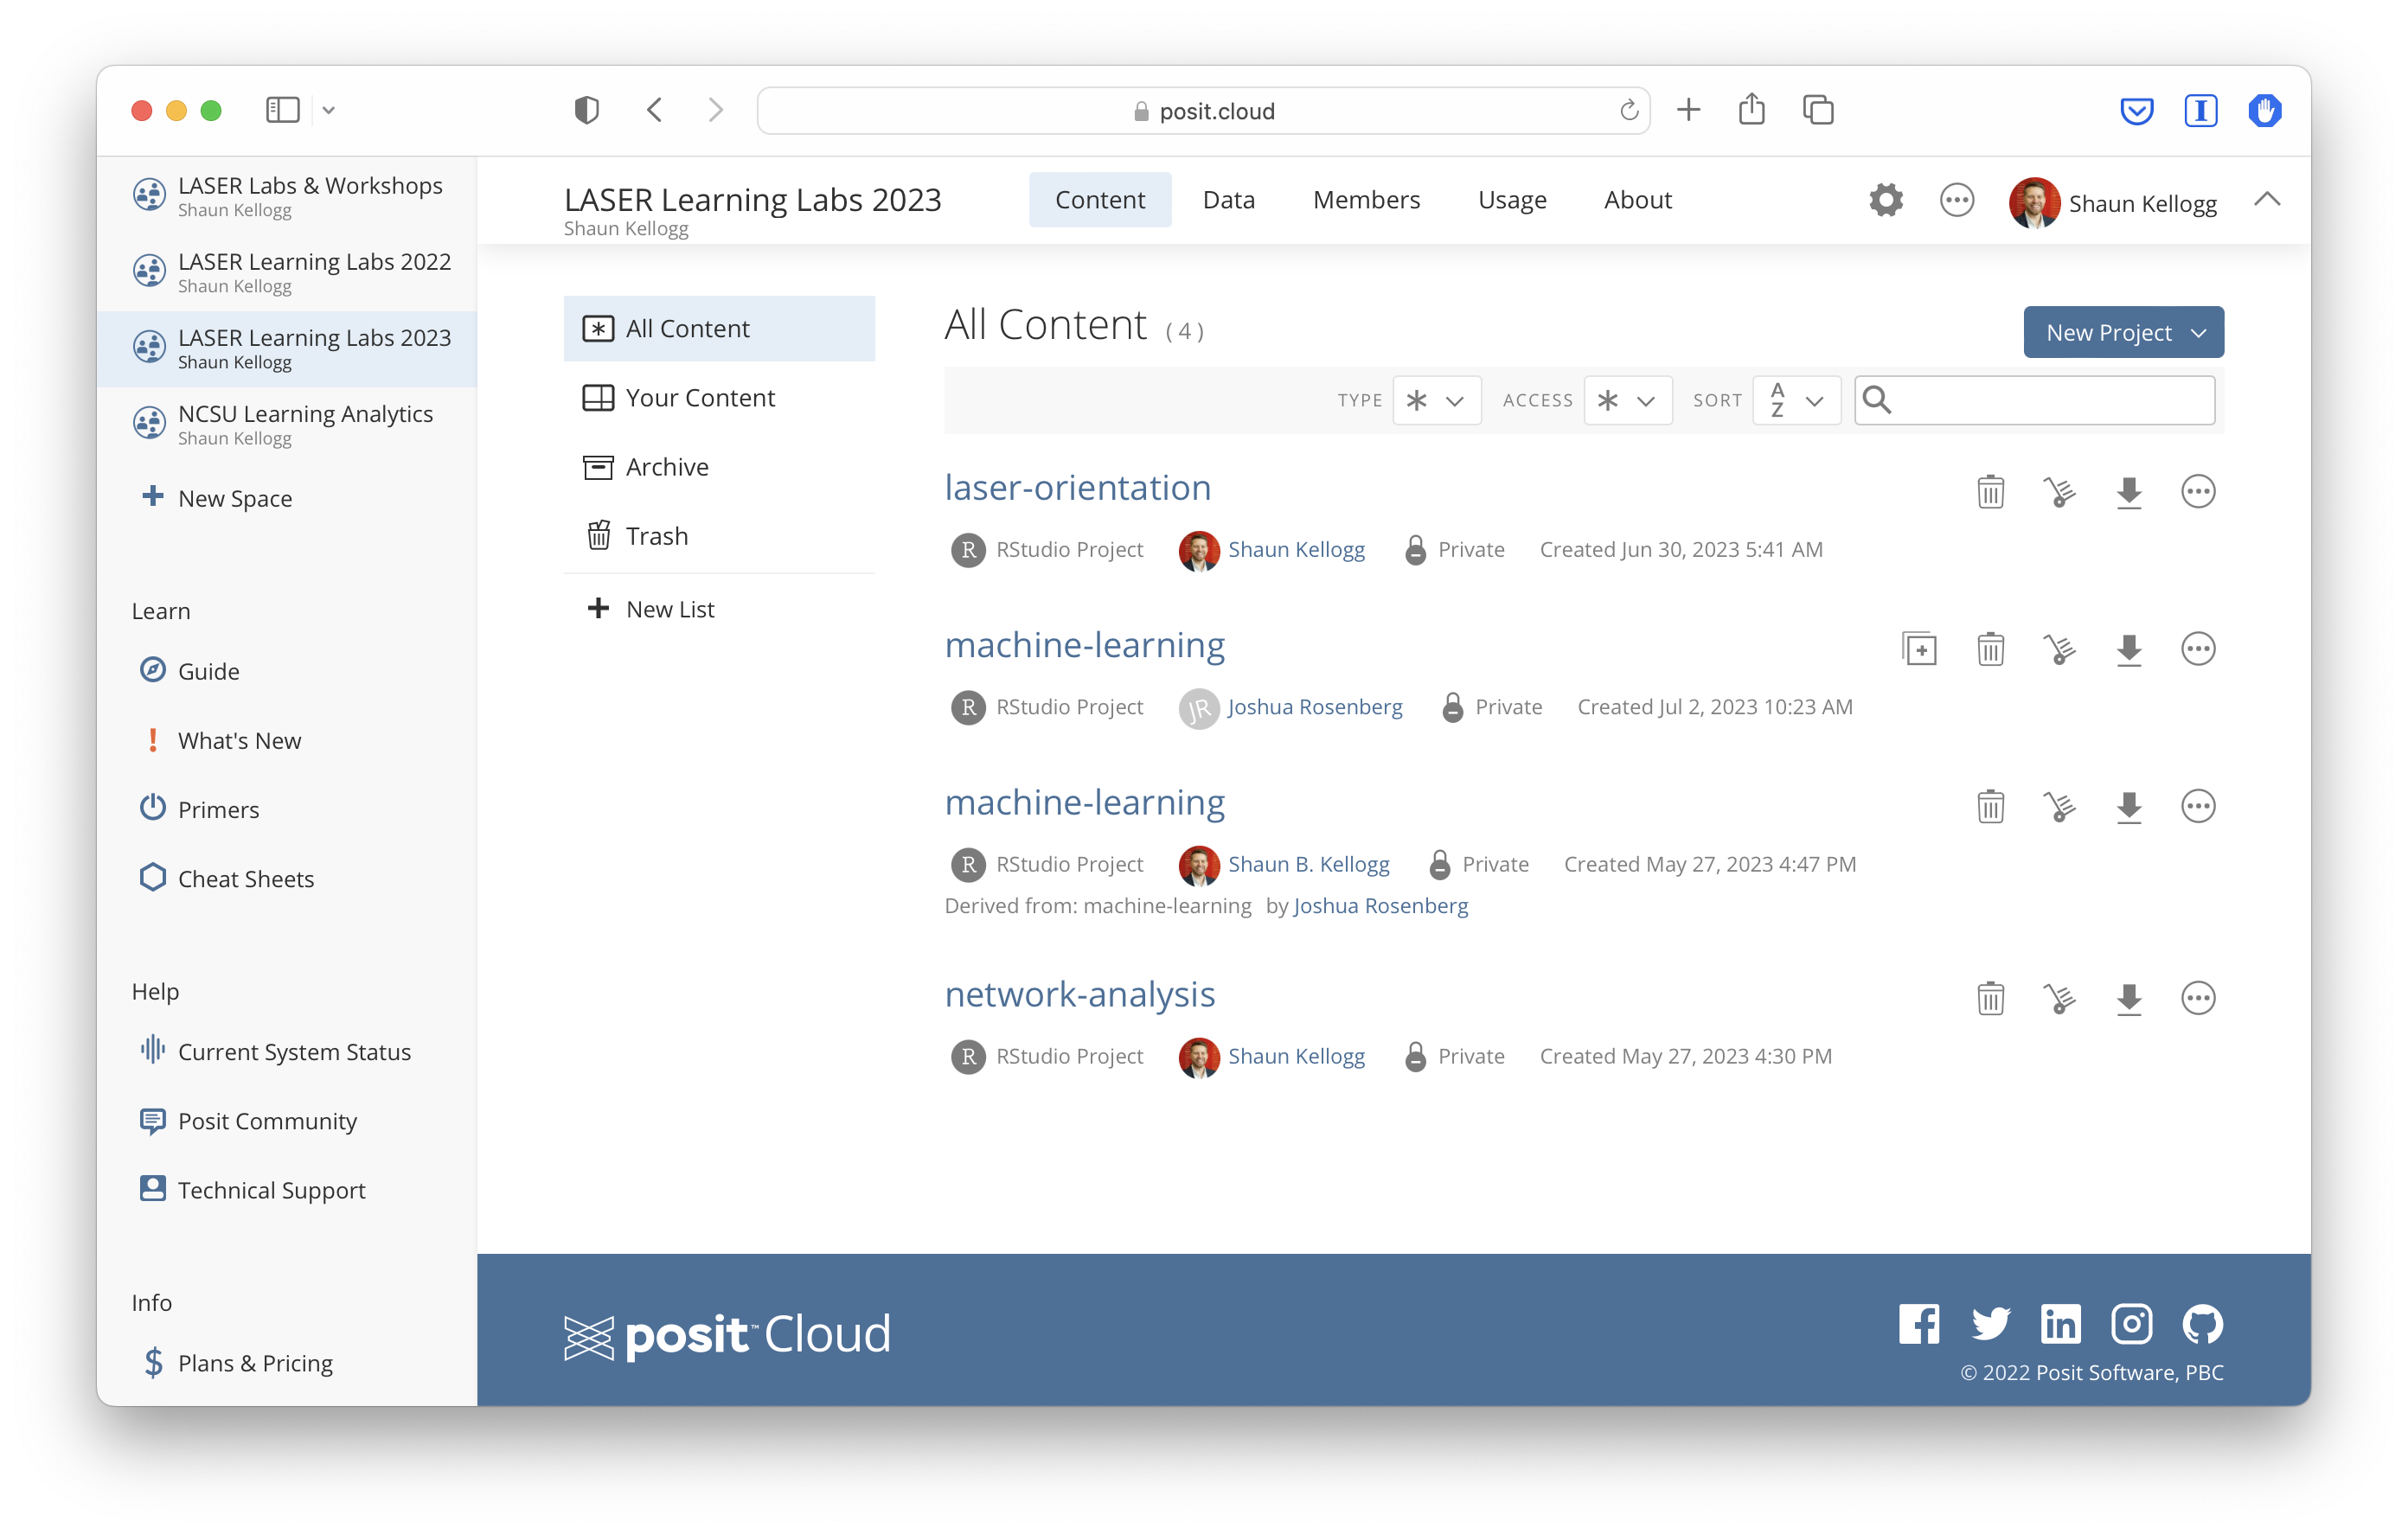 posit.cloud
LASER Labs & Workshops
Shaun Kellogg
LASER Learning Labs 2022
Shaun Kellogg
LASER Learning Labs 2023
Shaun Kellogg
NCSU Learning Analytics
Shaun Kellogg
New Space
Learn
Guide
What's New
Primers
Cheat Sheets
Help
Current System Status
Posit Community
Technical Support
Info
Plans & Pricing
LASER Learning Labs 2023
Shaun Kellogg
Content Data Members Usage About
Shaun Kellogg
All Content
Your Content
Archive
Trash
New List
All Content (4)
New Project
TYPE ACCESS SORT A Z
laser-orientation
R RStudio Project Shaun Kellogg Private Created Jun 30, 2023 5:41 AM
machine-learning
R RStudio Project JR Joshua Rosenberg Private Created Jul 2, 2023 10:23 AM
machine-learning
R RStudio Project Shaun B. Kellogg Private Created May 27, 2023 4:47 PM
Derived from: machine-learning by Joshua Rosenberg
network-analysis
R RStudio Project Shaun Kellogg Private Created May 27, 2023 4:30 PM
posit™ Cloud
© 2022 Posit Software, PBC